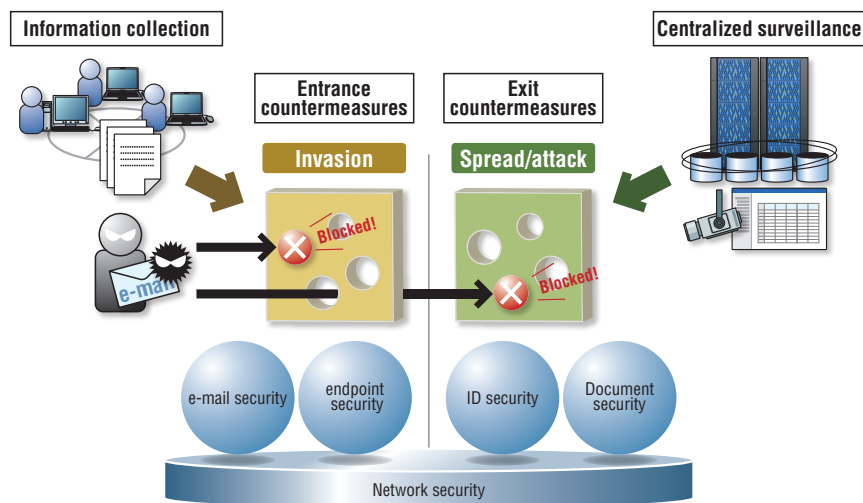 Information collection
Centralized surveillance
Entrance
countermeasures
Exit
countermeasures
Invasion
Spread/attack
Blocked!
e-mail
Blocked!
e-mail security
endpoint
security
ID security
Document
security
Network security